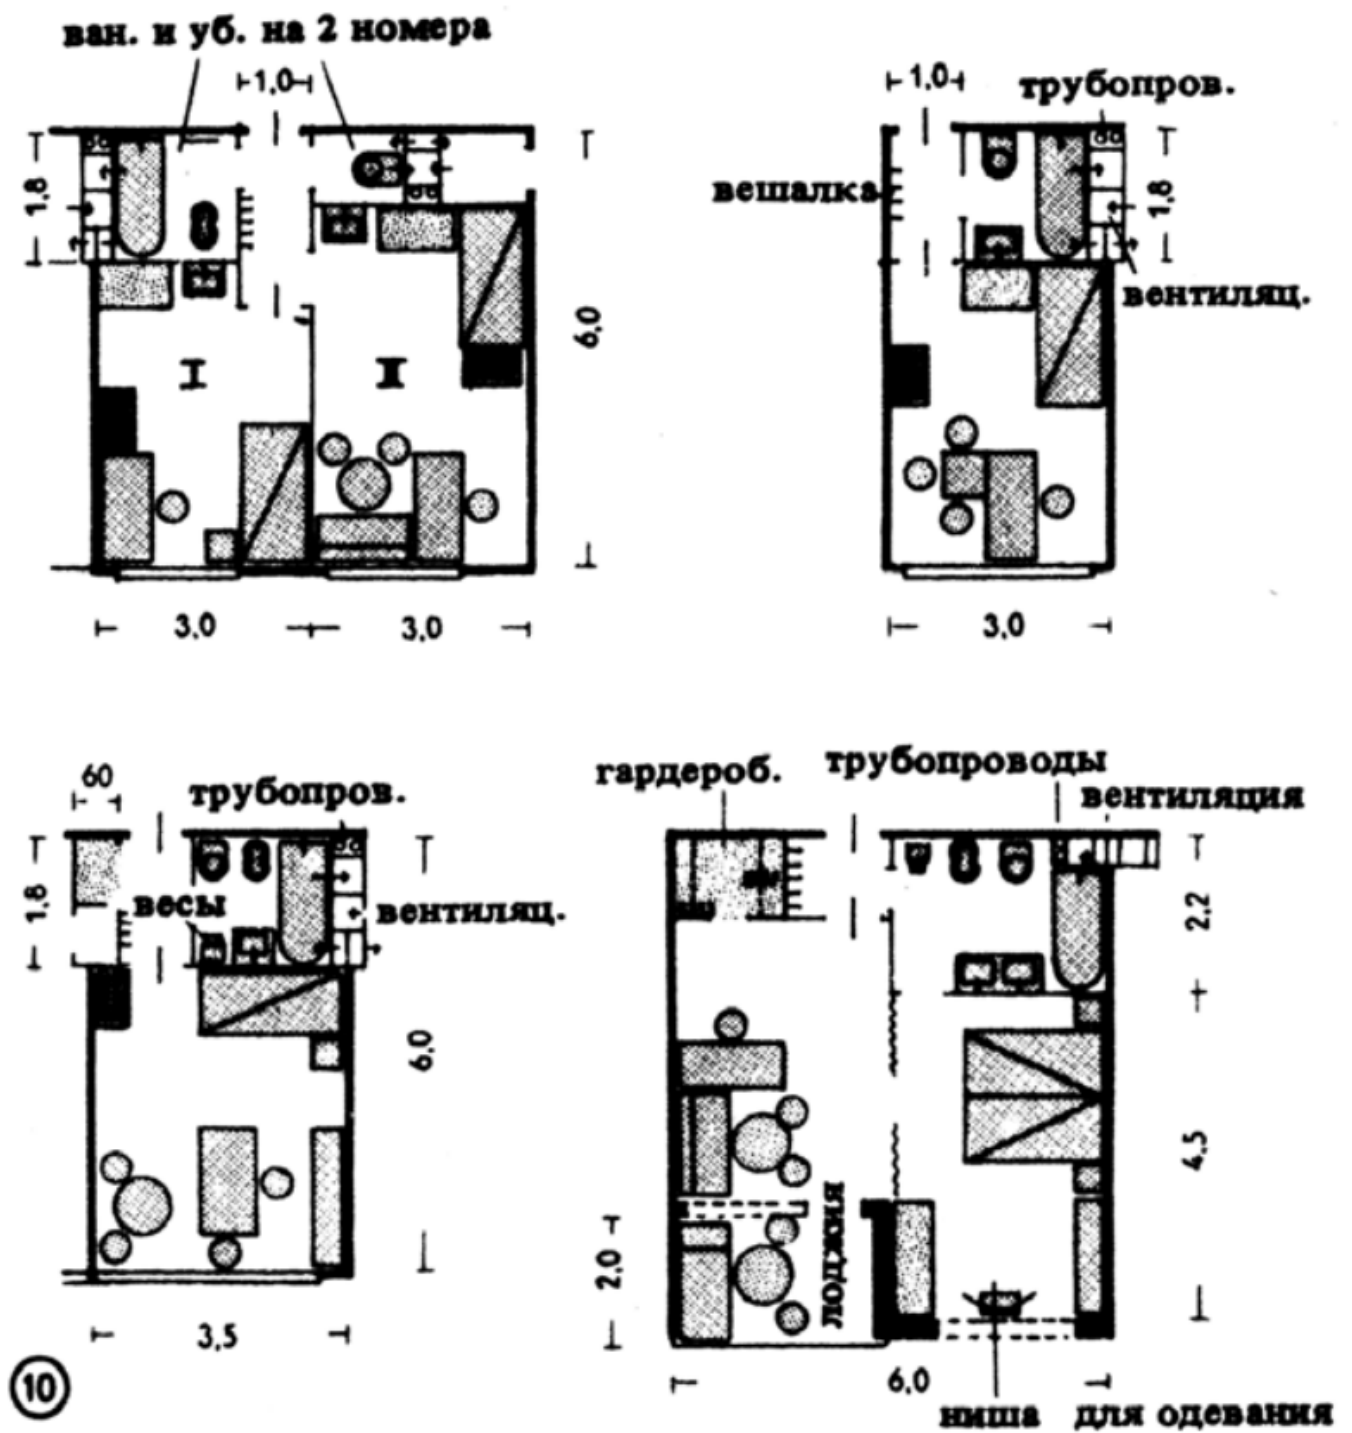 ван. и уб. на 2 номера
1,0
1,8
I
II
6,0
3,0
3,0
1,0
трубопров.
вешалка
1,8
вентиляц.
3,0
60
трубопров.
1,8
весы
вентиляц.
6,0
3,5
10
гардероб.
трубопроводы
вентиляция
2,2
4,5
2,0
лоджия
6,0
ниша для одевания